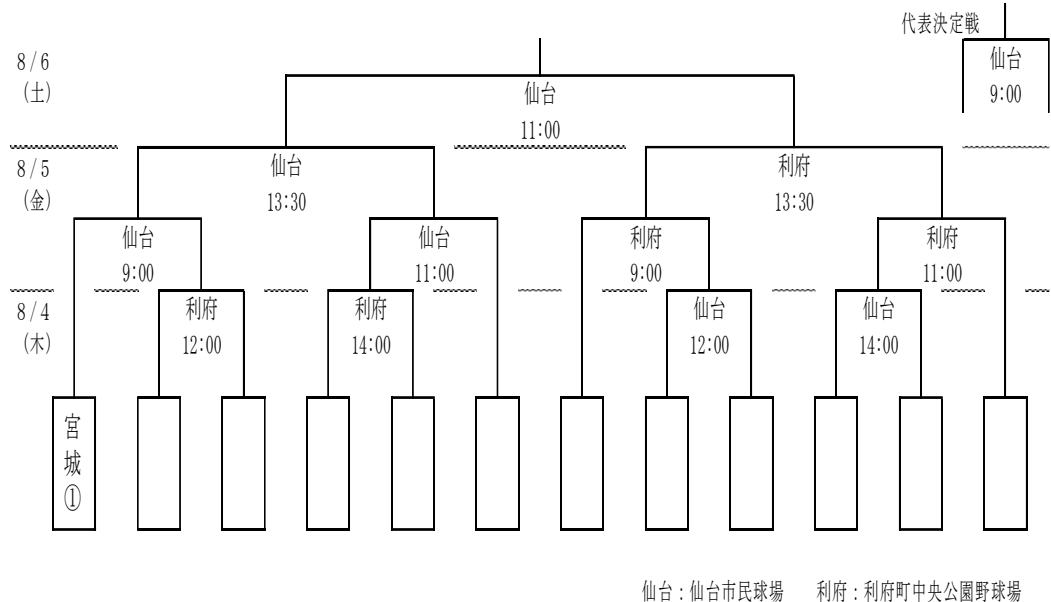 代表決定戦
仙台
9:00
8/6
(土)
仙台
11:00
8/5
(金)
仙台
13:30
利府
13:30
仙台
9:00
仙台
11:00
利府
9:00
利府
11:00
8/4
(木)
利府
12:00
利府
14:00
仙台
12:00
仙台
14:00
宮城①
仙台：仙台市民球場　利府：利府町中央公園野球場